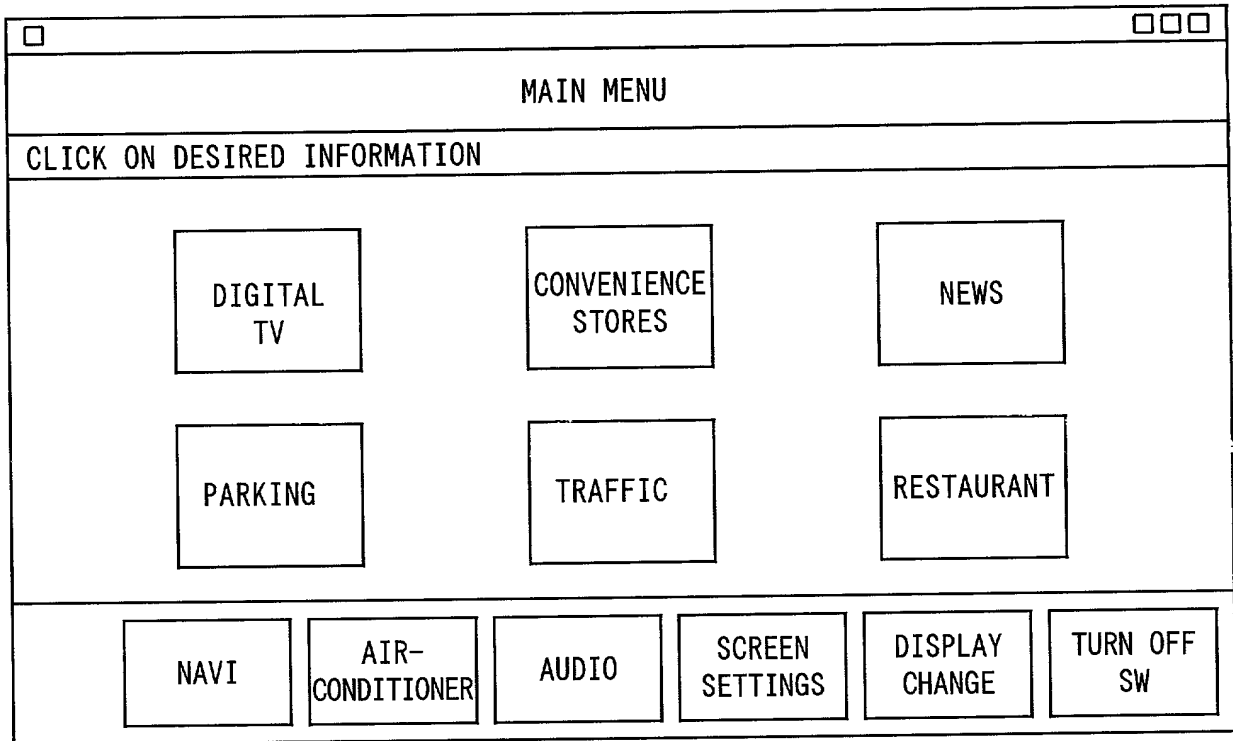 MAIN MENU
CLICK ON DESIRED INFORMATION
DIGITAL
TV
CONVENIENCE
STORES
NEWS
PARKING
TRAFFIC
RESTAURANT
NAVI
AIR-
CONDITIONER
AUDIO
SCREEN
SETTINGS
DISPLAY
CHANGE
TURN OFF
SW